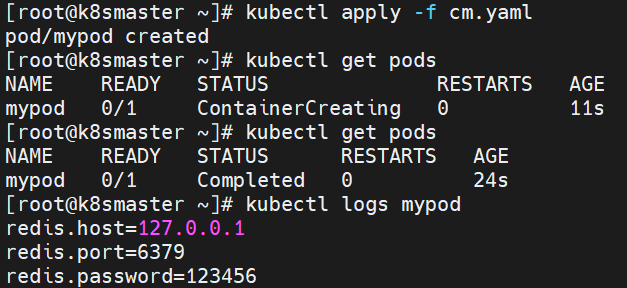 [root@k8smaster ~]# kubectl apply -f cm.yaml
pod/mypod created
[root@k8smaster ~]# kubectl get pods
NAME    READY   STATUS              RESTARTS   AGE
mypod   0/1     ContainerCreating   0          11s
[root@k8smaster ~]# kubectl get pods
NAME    READY   STATUS      RESTARTS   AGE
mypod   0/1     Completed   0          24s
[root@k8smaster ~]# kubectl logs mypod
redis.host=127.0.0.1
redis.port=6379
redis.password=123456